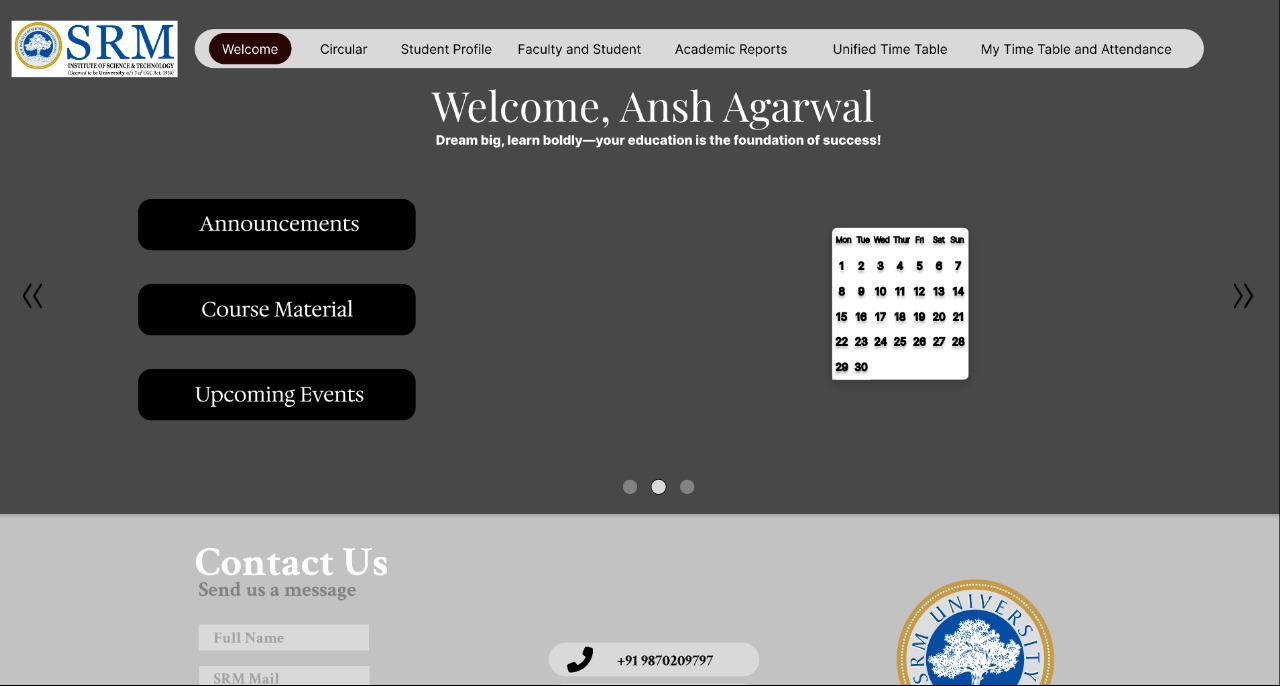 SRM
INSTITUTE OF SCIENCE & TECHNOLOGY
(Deemed to be University u/s 3 of UGC Act, 1956)
Welcome Circular Student Profile Faculty and Student Academic Reports Unified Time Table My Time Table and Attendance
Welcome, Ansh Agarwal
Dream big, learn boldly—your education is the foundation of success!
Announcements
Course Material
Upcoming Events
Mon Tue Wed Thur Fri Sat Sun
1 2 3 4 5 6 7
8 9 10 11 12 13 14
15 16 17 18 19 20 21
22 23 24 25 26 27 28
29 30
Contact Us
Send us a message
Full Name
SRM Mail
+91 9870209797
SRM UNIVERSITY